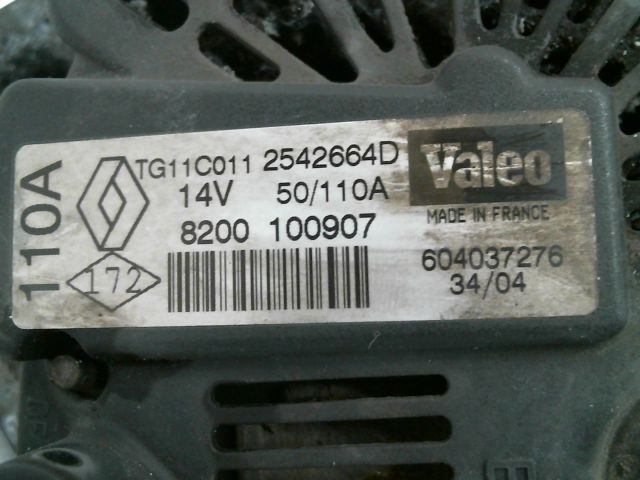 110A
TG11C011 2542664D
14V 50/110A
8200 100907
172
Valeo
MADE IN FRANCE
604037276
34/04